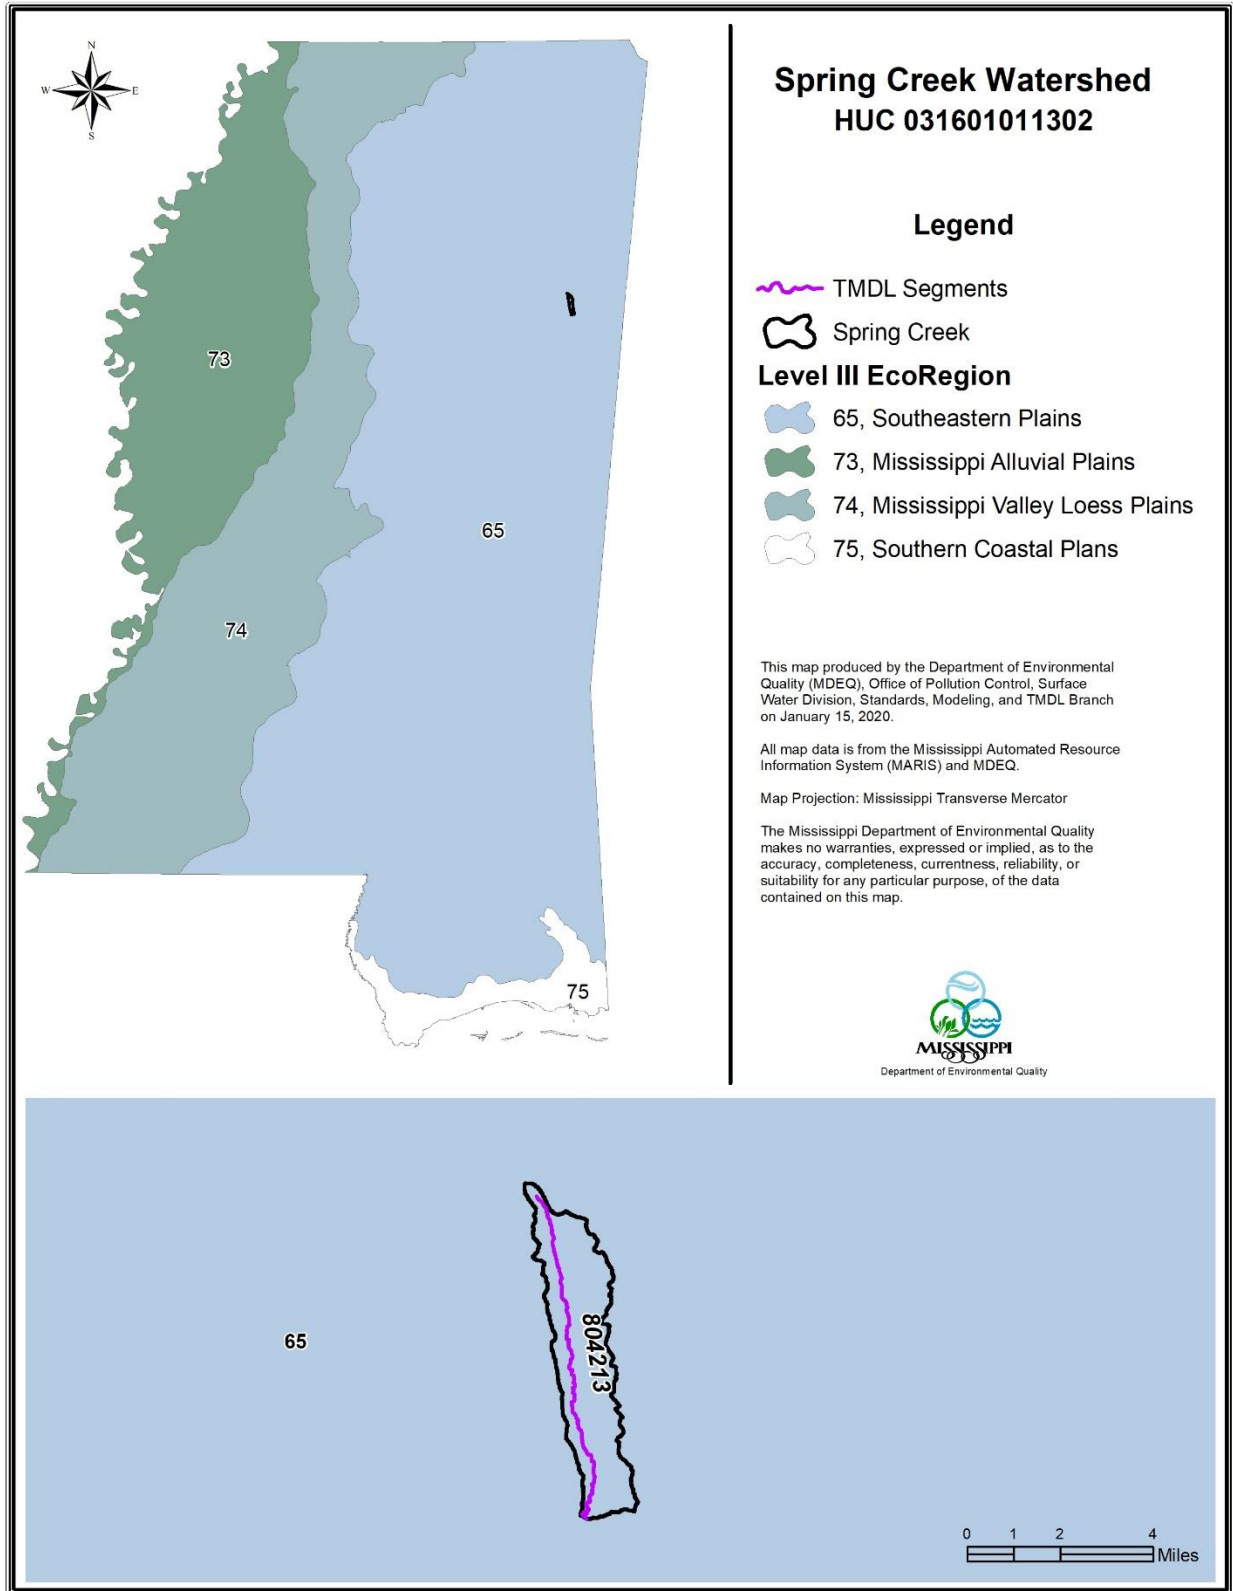 N
W
E
S
73
65
74
75
Spring Creek Watershed
HUC 031601011302
Legend
TMDL Segments
Spring Creek
Level III EcoRegion
65, Southeastern Plains
73, Mississippi Alluvial Plains
74, Mississippi Valley Loess Plains
75, Southern Coastal Plans
This map produced by the Department of Environmental
Quality (MDEQ), Office of Pollution Control, Surface
Water Division, Standards, Modeling, and TMDL Branch
on January 15, 2020.
All map data is from the Mississippi Automated Resource
Information System (MARIS) and MDEQ.
Map Projection: Mississippi Transverse Mercator
The Mississippi Department of Environmental Quality
makes no warranties, expressed or implied, as to the
accuracy, completeness, currentness, reliability, or
suitability for any particular purpose, of the data
contained on this map.
MISSISSIPPI
Department of Environmental Quality
65
804213
0 1 2 4
Miles